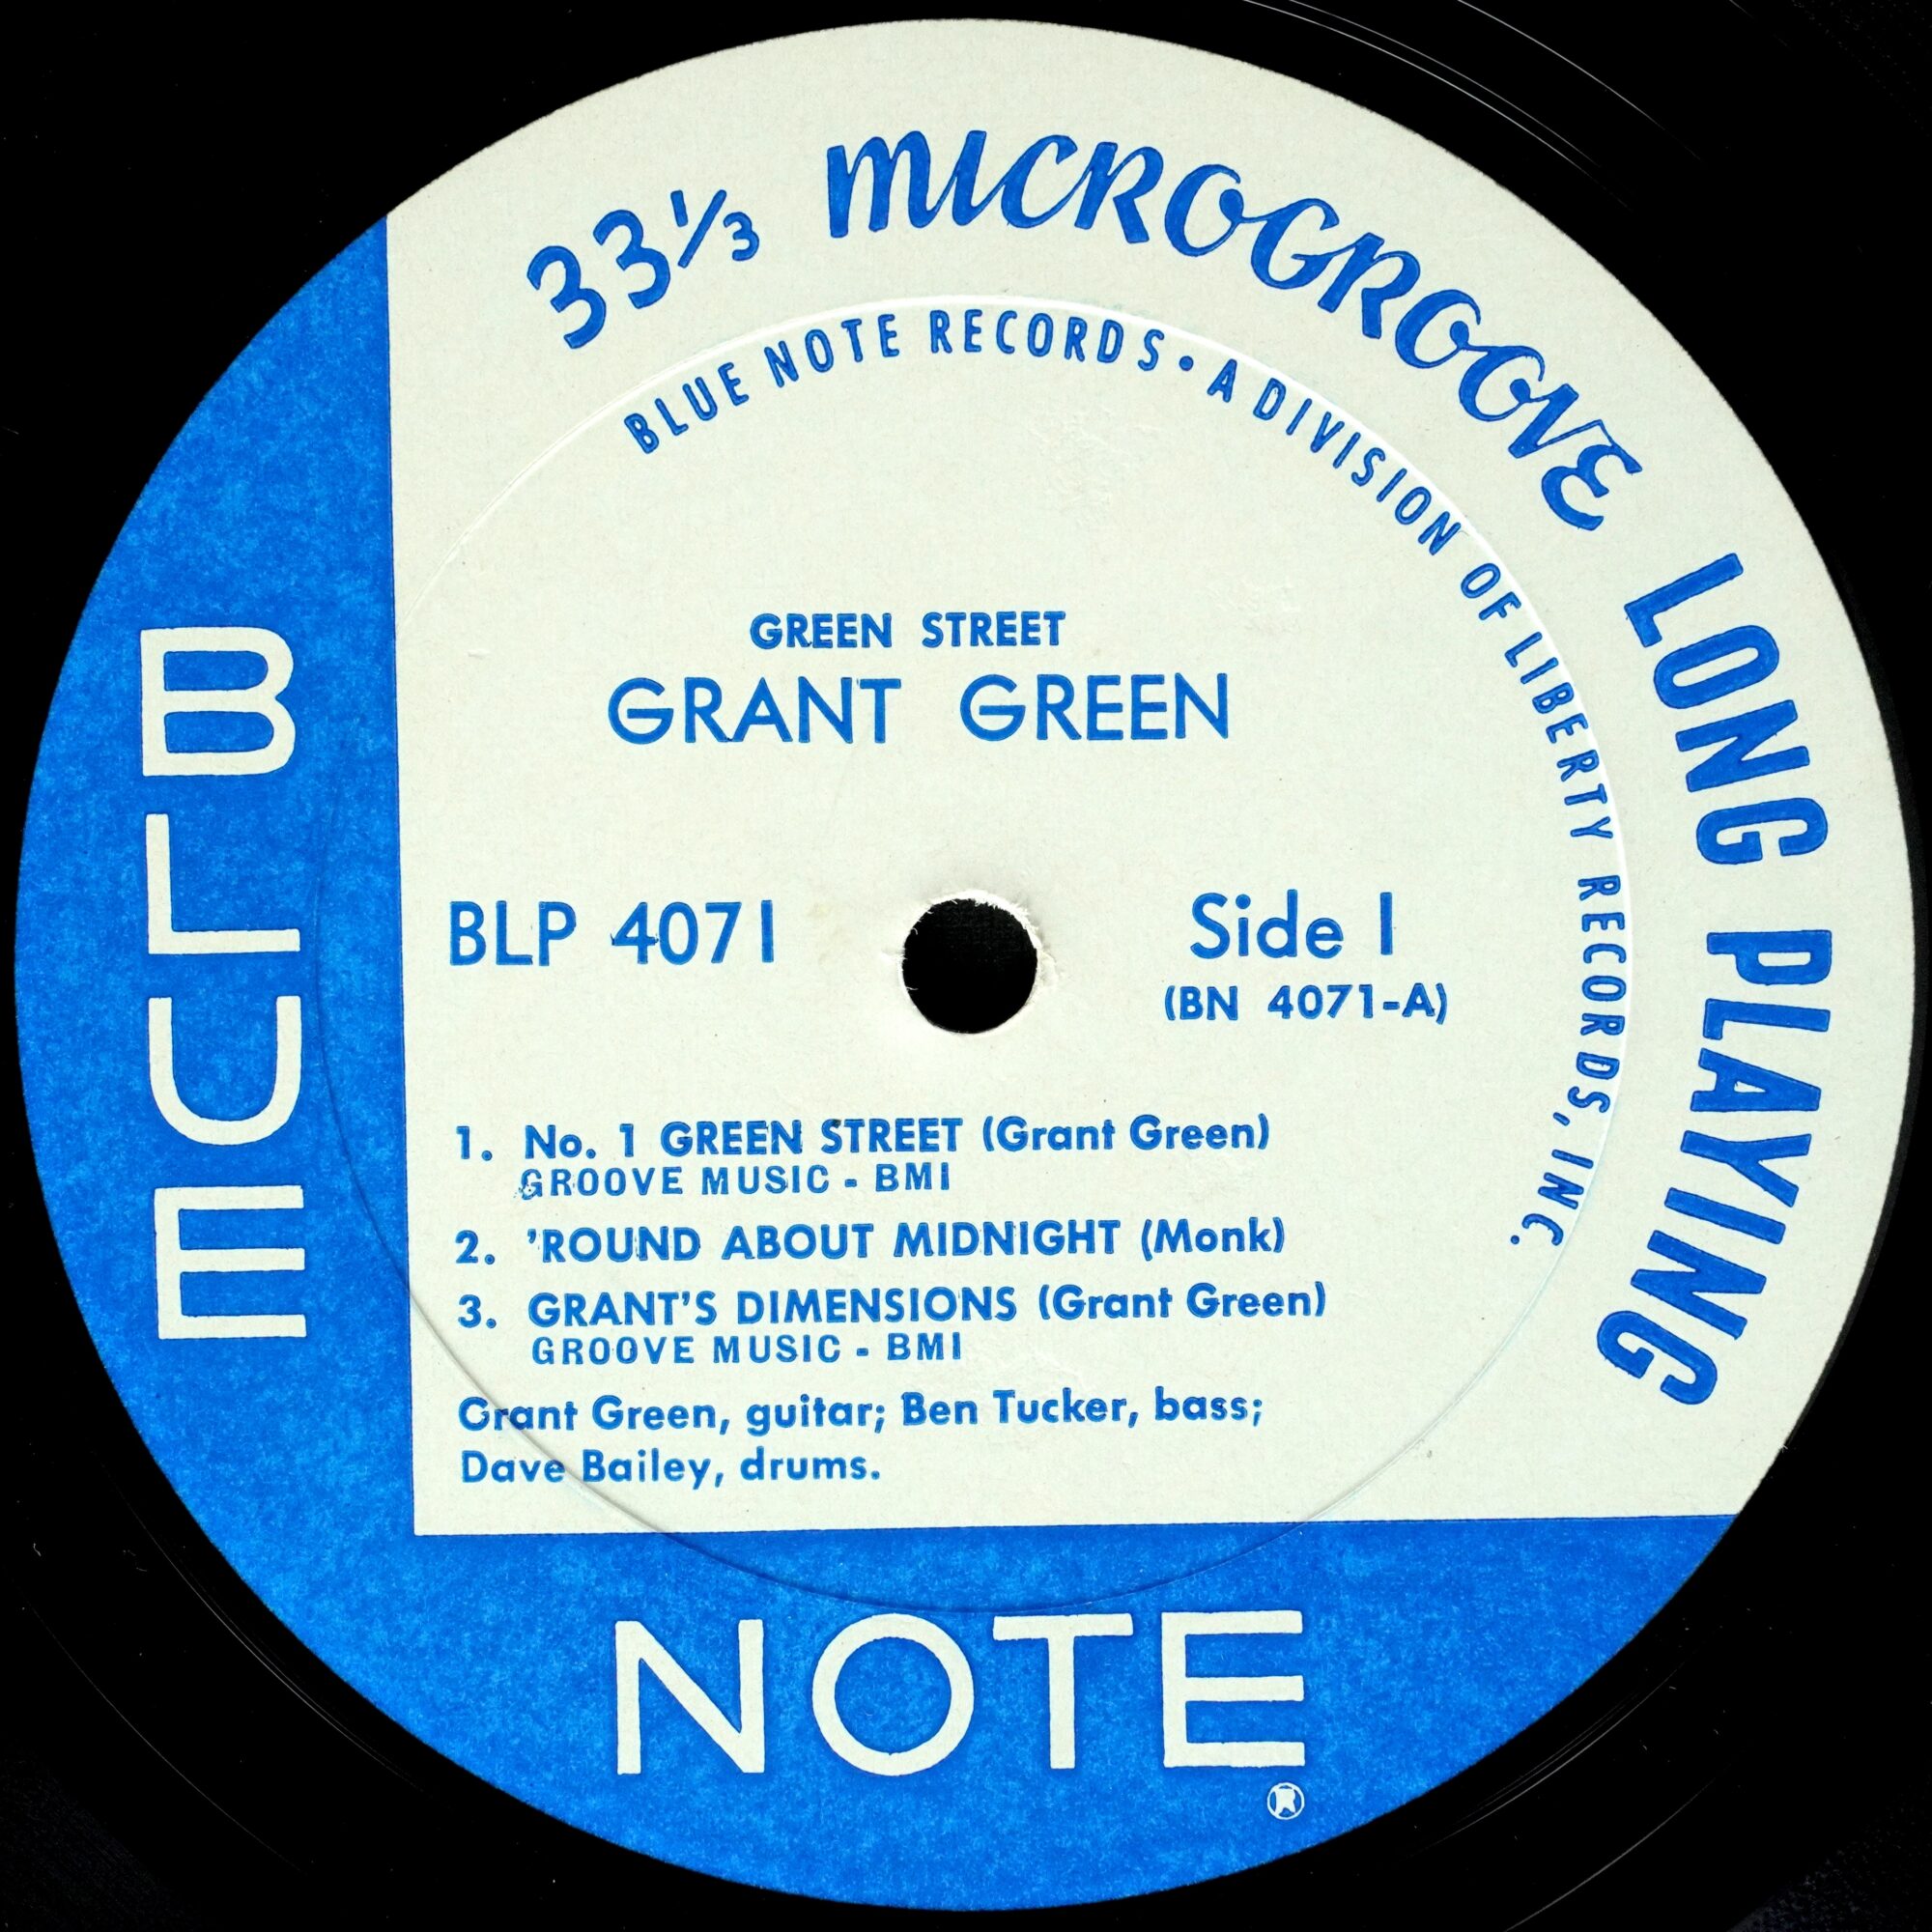 33⅓ MICROGROOVE LONG PLAYING
BLUE NOTE RECORDS • A DIVISION OF LIBERTY RECORDS, INC.
GREEN STREET
GRANT GREEN
BLP 4071
Side 1
(BN 4071-A)
1. No. 1 GREEN STREET (Grant Green)
GROOVE MUSIC - BMI
2. 'ROUND ABOUT MIDNIGHT (Monk)
3. GRANT'S DIMENSIONS (Grant Green)
GROOVE MUSIC - BMI
Grant Green, guitar; Ben Tucker, bass;
Dave Bailey, drums.
BLUE
NOTE
®